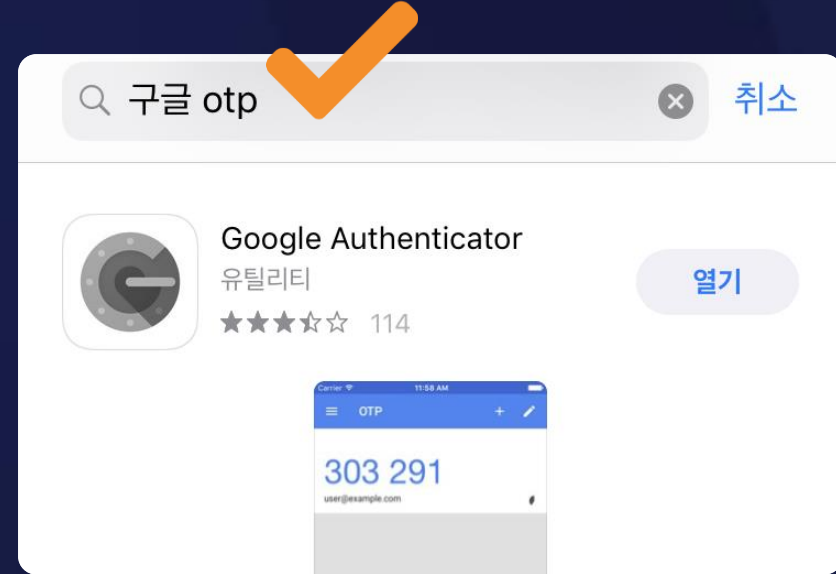 구글 otp
취소
Google Authenticator
유틸리티
열기
114
Carrier 11:58 AM
OTP
303 291
user@example.com